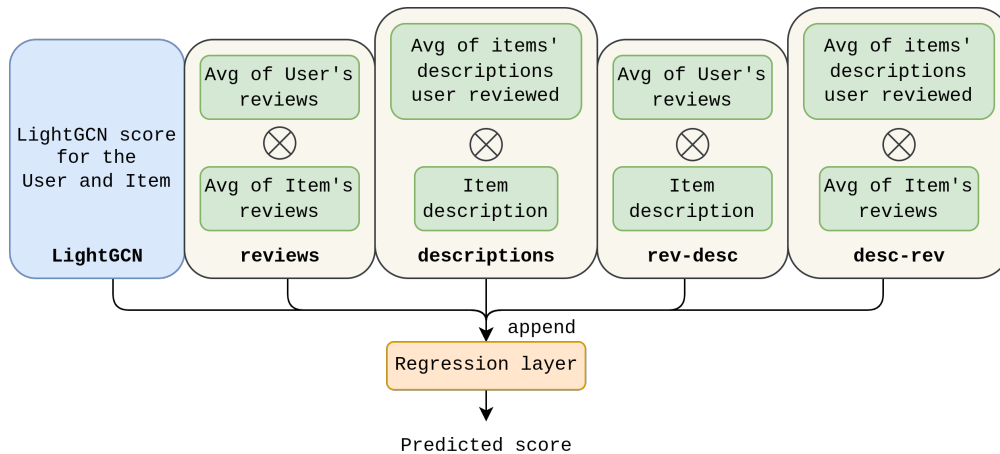 LightGCN score
for the
User and Item
LightGCN
Avg of User's
reviews
Avg of Item's
reviews
reviews
Avg of items'
descriptions
user reviewed
Item
description
descriptions
Avg of User's
reviews
Item
description
rev-desc
Avg of items'
descriptions
user reviewed
Avg of Item's
reviews
desc-rev
append
Regression layer
Predicted score